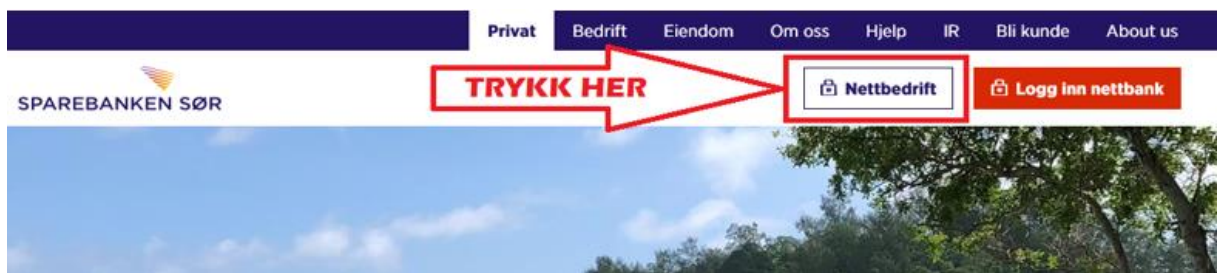 Privat Bedrift Eiendom Om oss Hjelp IR Bli kunde About us
SPAREBANKEN SØR
TRYKK HER
Nettbedrift
Logg inn nettbank